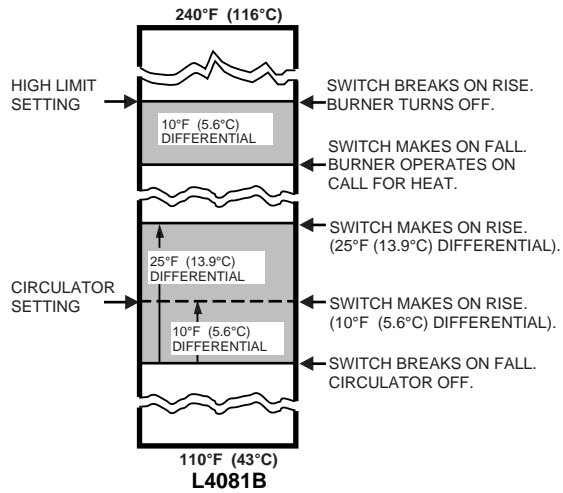 240°F (116°C)
HIGH LIMIT
SETTING
SWITCH BREAKS ON RISE.
BURNER TURNS OFF.
10°F (5.6°C)
DIFFERENTIAL
SWITCH MAKES ON FALL.
BURNER OPERATES ON
CALL FOR HEAT.
SWITCH MAKES ON RISE.
(25°F (13.9°C) DIFFERENTIAL).
25°F (13.9°C)
DIFFERENTIAL
CIRCULATOR
SETTING
SWITCH MAKES ON RISE.
(10°F (5.6°C) DIFFERENTIAL).
10°F (5.6°C)
DIFFERENTIAL
SWITCH BREAKS ON FALL.
CIRCULATOR OFF.
110°F (43°C)
L4081B